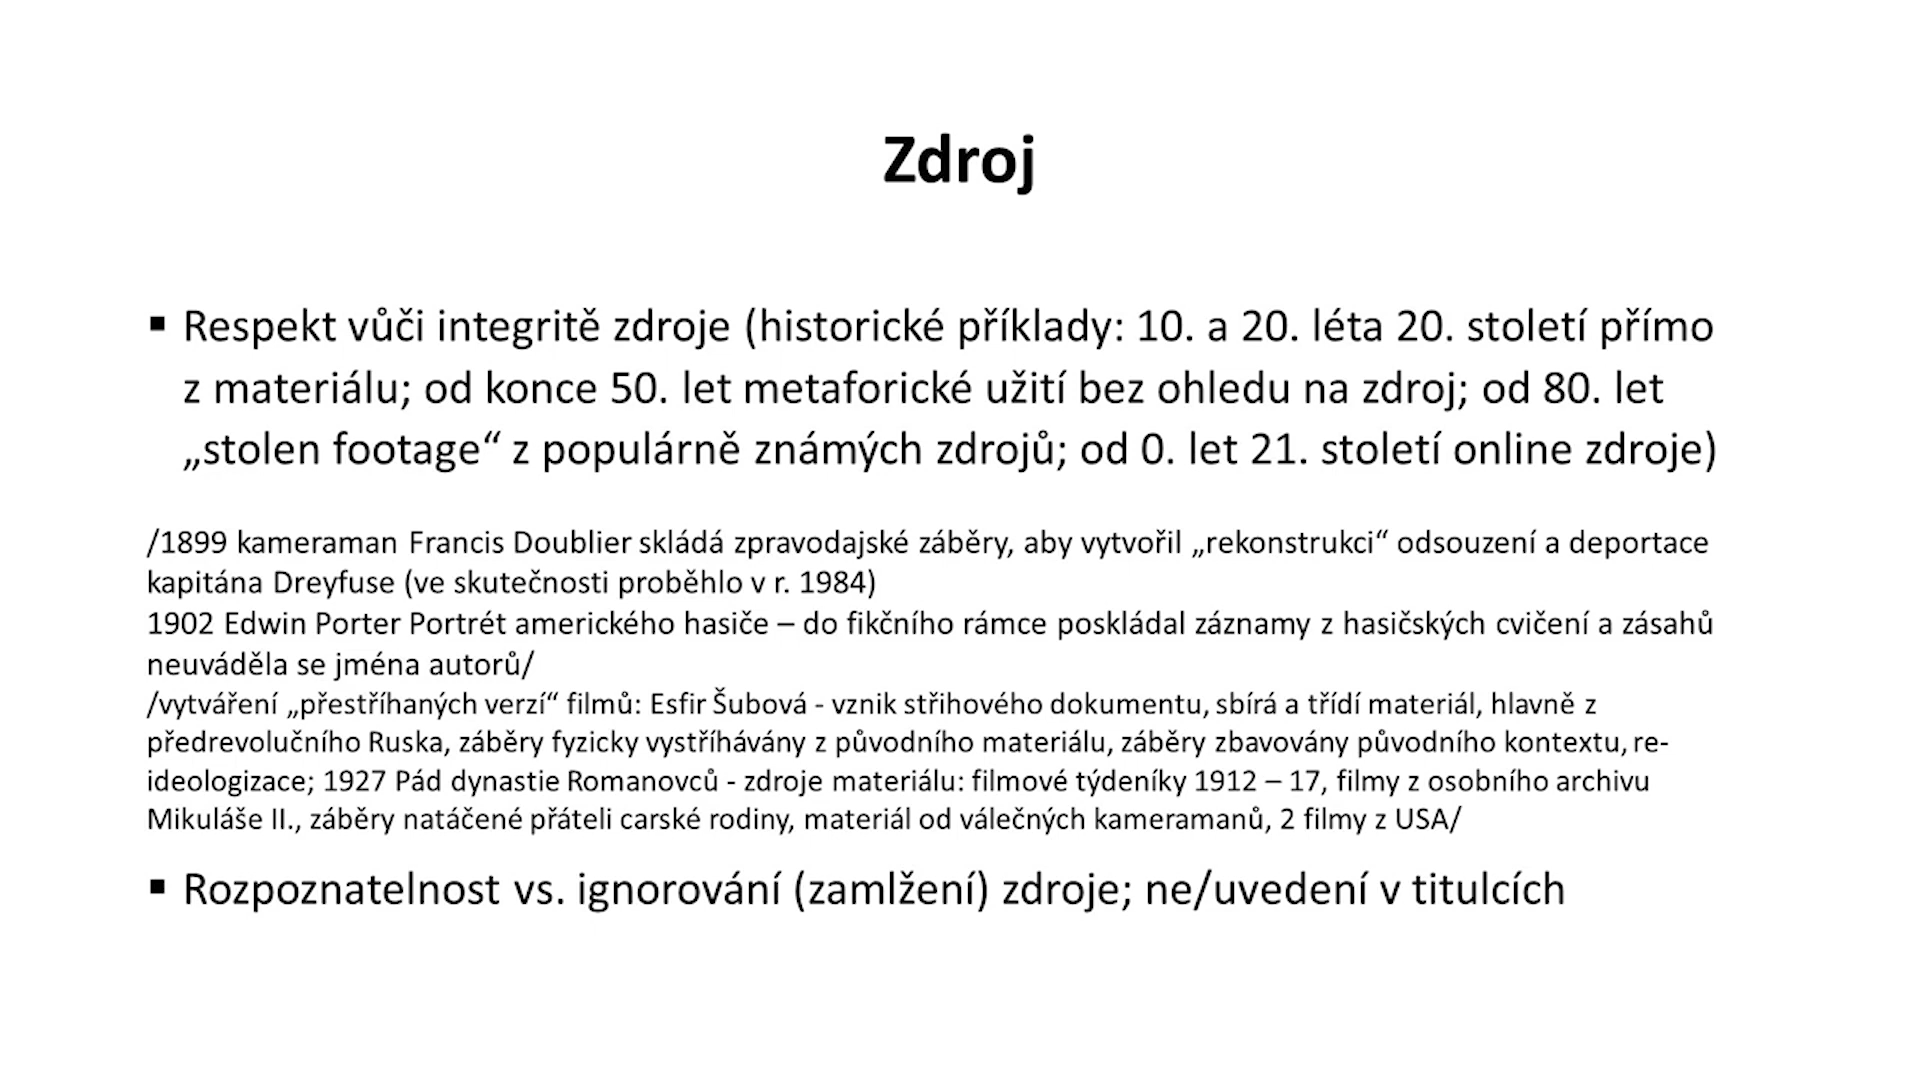 Zdroj
▪ Respekt vůči integritě zdroje (historické příklady: 10. a 20. léta 20. století přímo
z materiálu; od konce 50. let metaforické užití bez ohledu na zdroj; od 80. let
„stolen footage“ z populárně známých zdrojů; od 0. let 21. století online zdroje)
/1899 kameraman Francis Doublier skládá zpravodajské záběry, aby vytvořil „rekonstrukci“ odsouzení a deportace
kapitána Dreyfuse (ve skutečnosti proběhlo v r. 1984)
1902 Edwin Porter Portrét amerického hasiče – do fikčního rámce poskládal záznamy z hasičských cvičení a zásahů
neuváděla se jména autorů/
/vytváření „přestříhaných verzí“ filmů: Esfir Šubová - vznik střihového dokumentu, sbírá a třídí materiál, hlavně z
předrevolučního Ruska, záběry fyzicky vystříhávány z původního materiálu, záběry zbavovány původního kontextu, re-
ideologizace; 1927 Pád dynastie Romanovců - zdroje materiálu: filmové týdeníky 1912 – 17, filmy z osobního archivu
Mikuláše II., záběry natáčené přáteli carské rodiny, materiál od válečných kameramanů, 2 filmy z USA/
▪ Rozpoznatelnost vs. ignorování (zamlžení) zdroje; ne/uvedení v titulcích